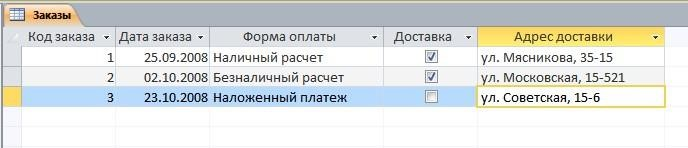 Заказы
Код заказа Дата заказа Форма оплаты Доставка Адрес доставки
1 25.09.2008 Наличный расчет ул. Мясникова, 35-15
2 02.10.2008 Безналичный расчет ул. Московская, 15-521
3 23.10.2008 Наложенный платеж ул. Советская, 15-6